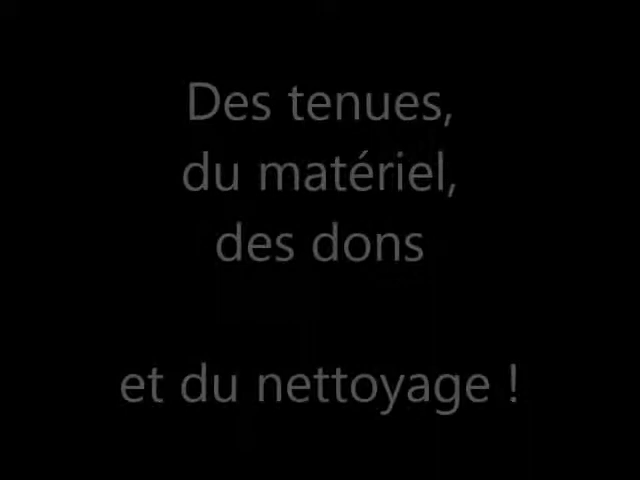 Des tenues,
du matériel,
des dons
et du nettoyage !